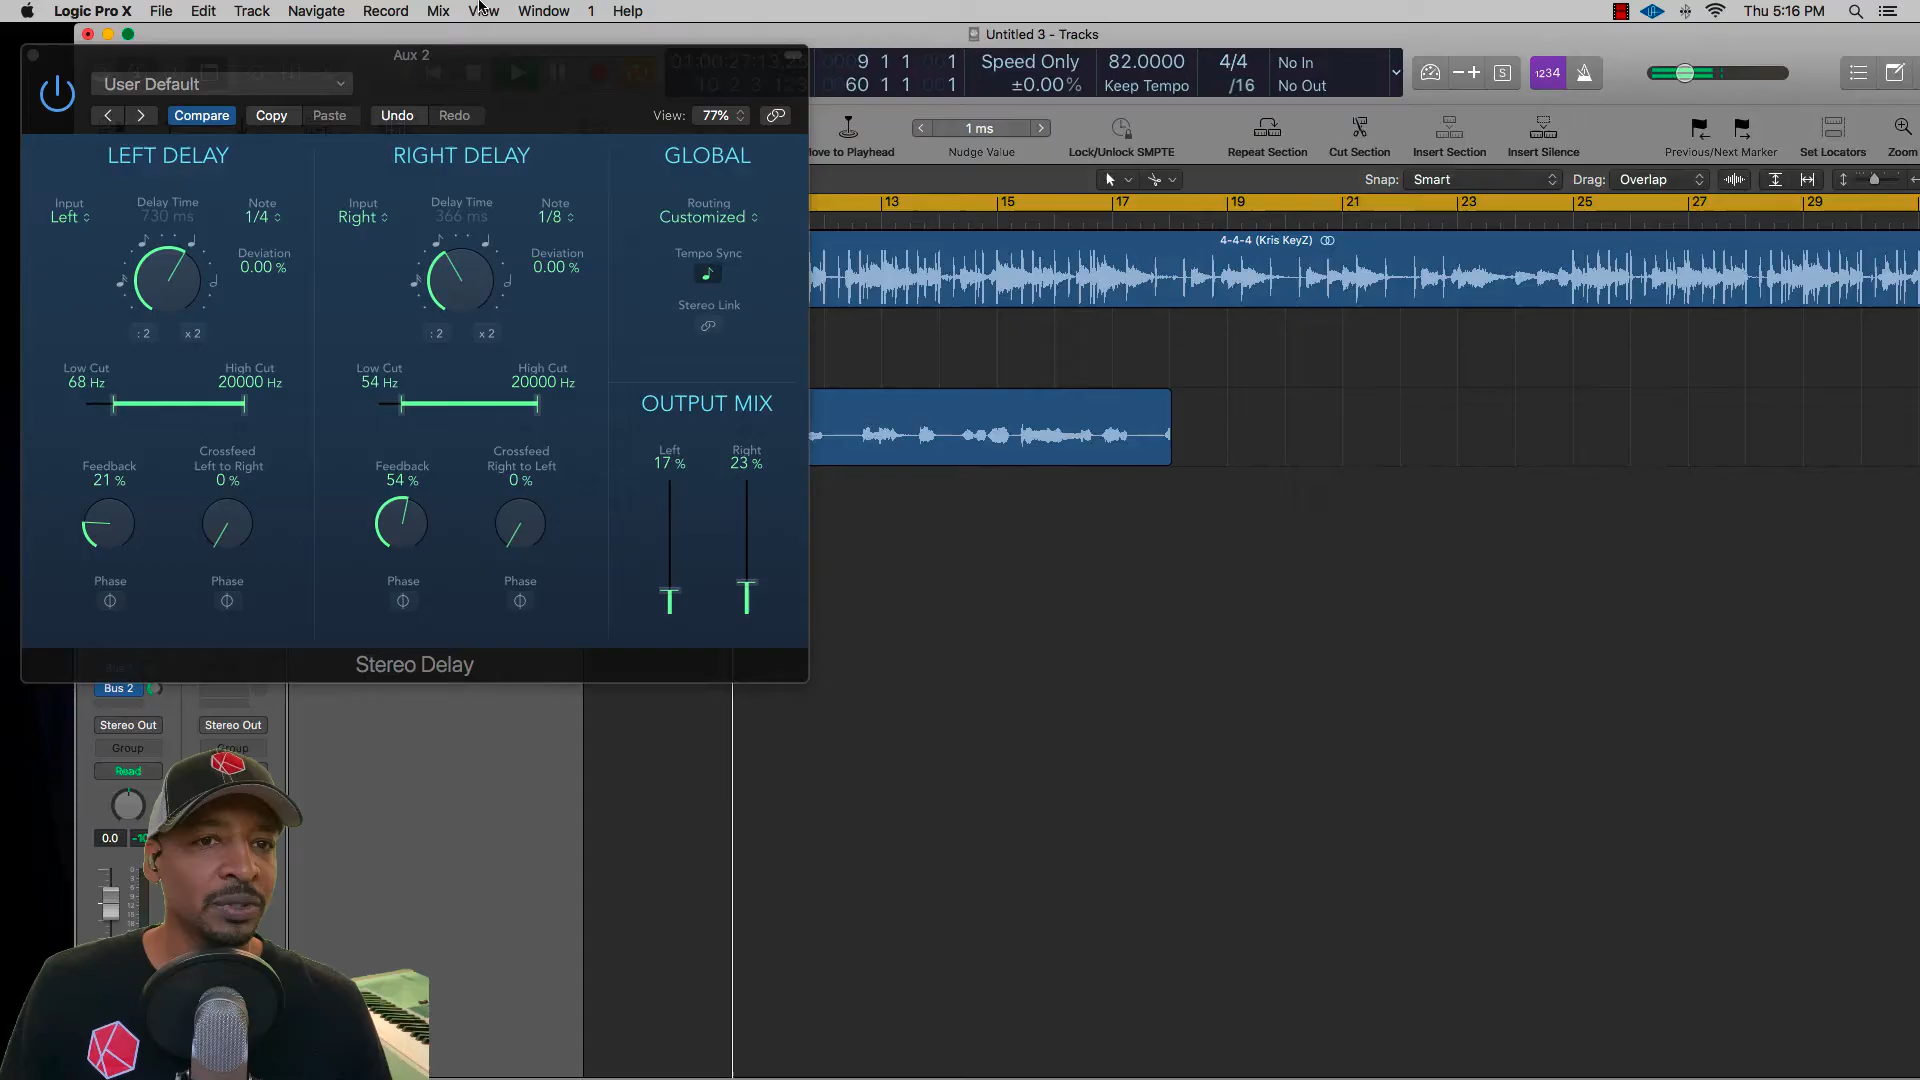 Logic Pro X File Edit Track Navigate Record Mix View Window 1 Help
Thu 5:16 PM
Untitled 3 - Tracks
Aux 2
User Default
Compare Copy Paste Undo Redo
View: 77%
9 1 1 001
60 1 1 001
Speed Only
±0.00%
82.0000
Keep Tempo
4/4
/16
No In
No Out
1234
S
Move to Playhead
1 ms
Nudge Value
Lock/Unlock SMPTE
Repeat Section
Cut Section
Insert Section
Insert Silence
Previous/Next Marker
Set Locators
Zoom
Snap: Smart
Drag: Overlap
13 15 17 19 21 23 25 27 29
4-4-4 (Kris KeyZ)
LEFT DELAY
Input
Left
Delay Time
730 ms
Note
1/4
Deviation
0.00 %
: 2 x 2
Low Cut
68 Hz
High Cut
20000 Hz
Feedback
21 %
Crossfeed
Left to Right
0 %
Phase Phase
RIGHT DELAY
Input
Right
Delay Time
366 ms
Note
1/8
Deviation
0.00 %
: 2 x 2
Low Cut
54 Hz
High Cut
20000 Hz
Feedback
54 %
Crossfeed
Right to Left
0 %
Phase Phase
GLOBAL
Routing
Customized
Tempo Sync
Stereo Link
OUTPUT MIX
Left
17 %
Right
23 %
Stereo Delay
Bus 2
Stereo Out Stereo Out
Group Group
Read
0.0